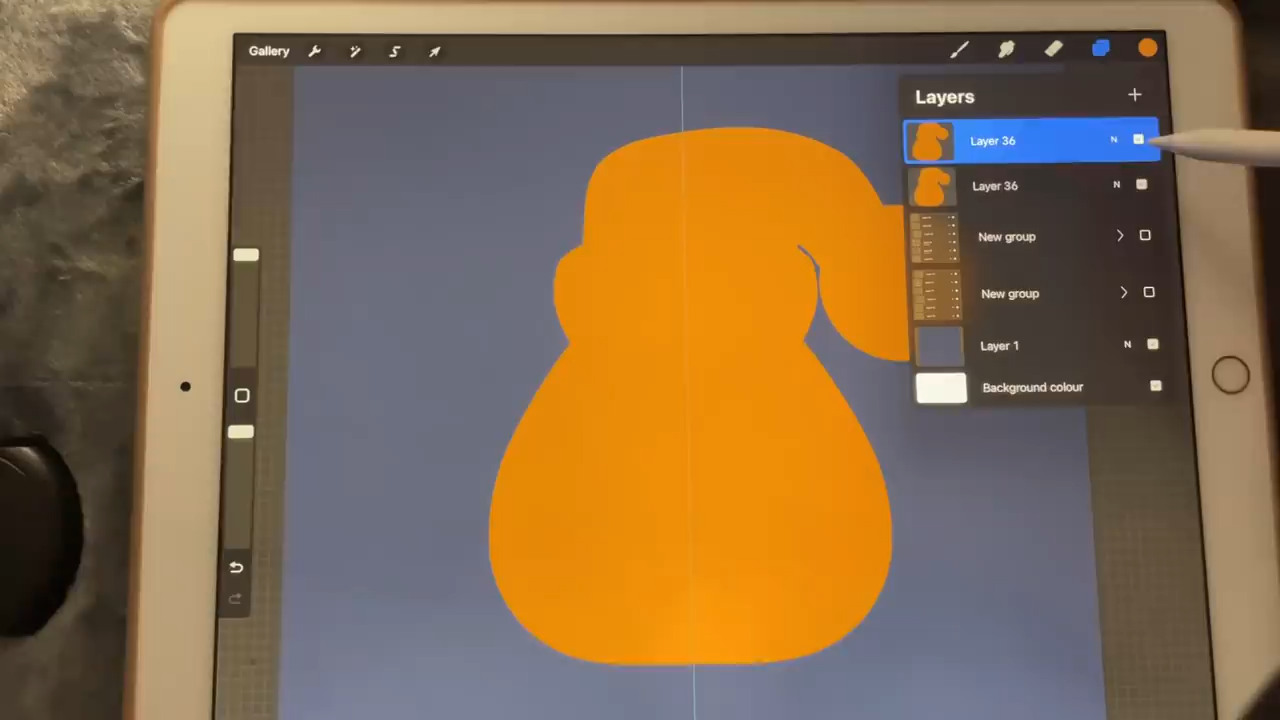 Gallery
Layers
Layer 36 N
Layer 36 N
New group
New group
Layer 1 N
Background colour